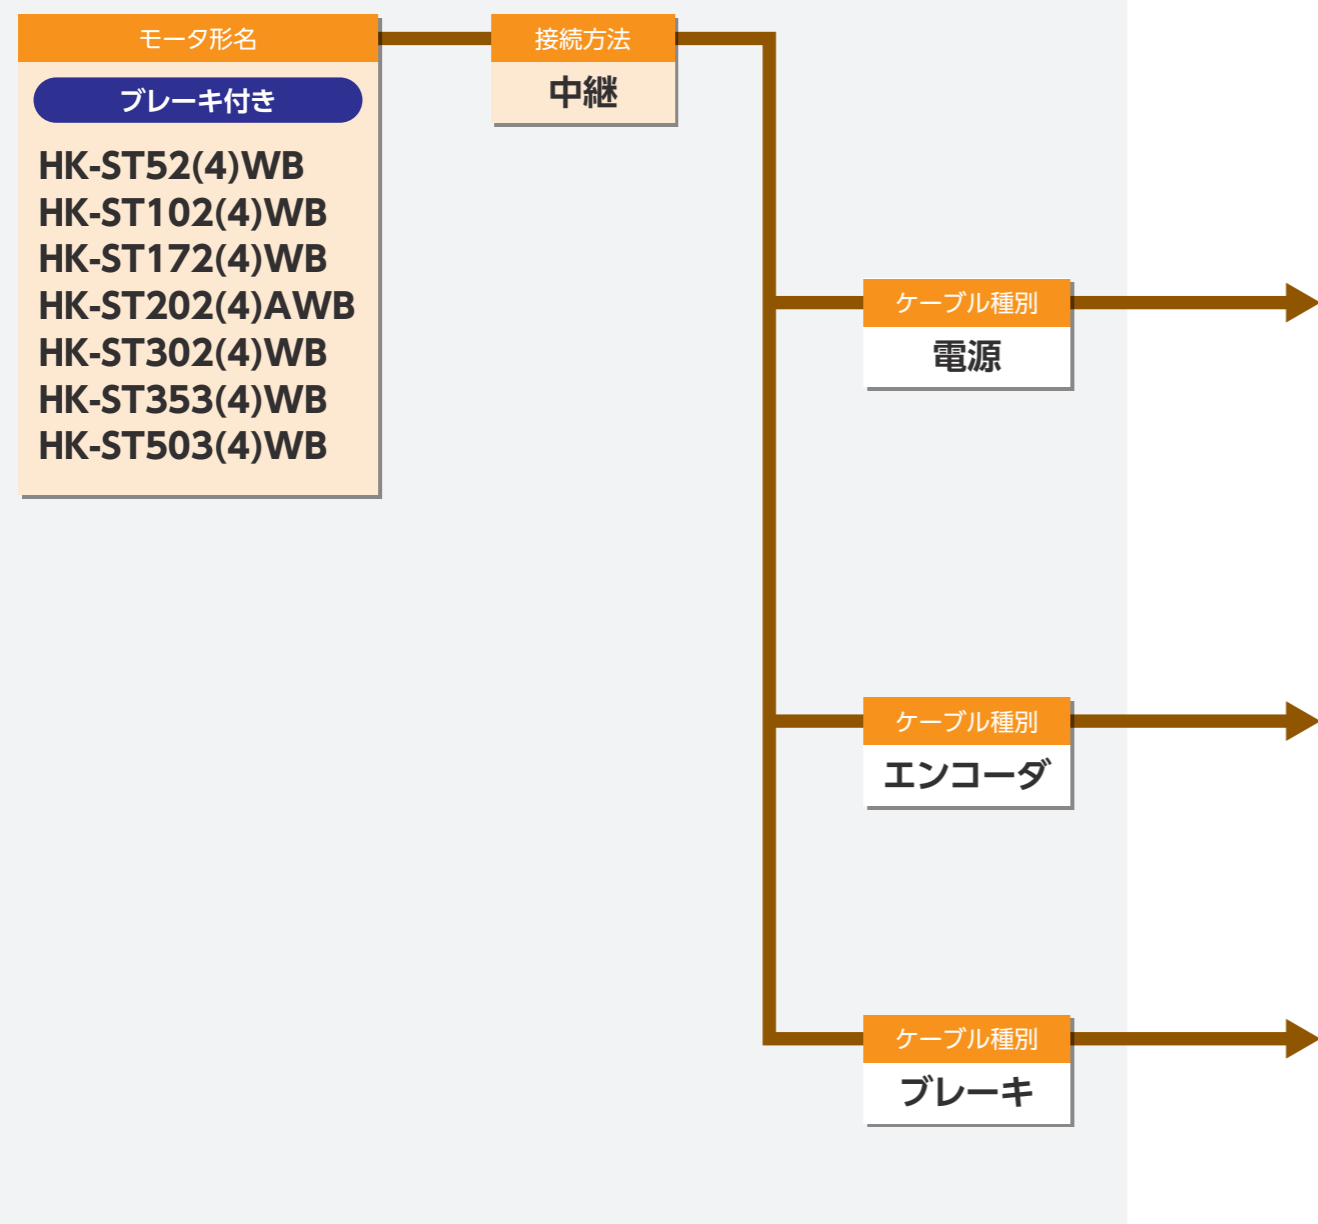 モータ形名
ブレーキ付き
HK-ST52(4)WB
HK-ST102(4)WB
HK-ST172(4)WB
HK-ST202(4)AWB
HK-ST302(4)WB
HK-ST353(4)WB
HK-ST503(4)WB
接続方法
中継
ケーブル種別
電源
ケーブル種別
エンコーダ
ケーブル種別
ブレーキ